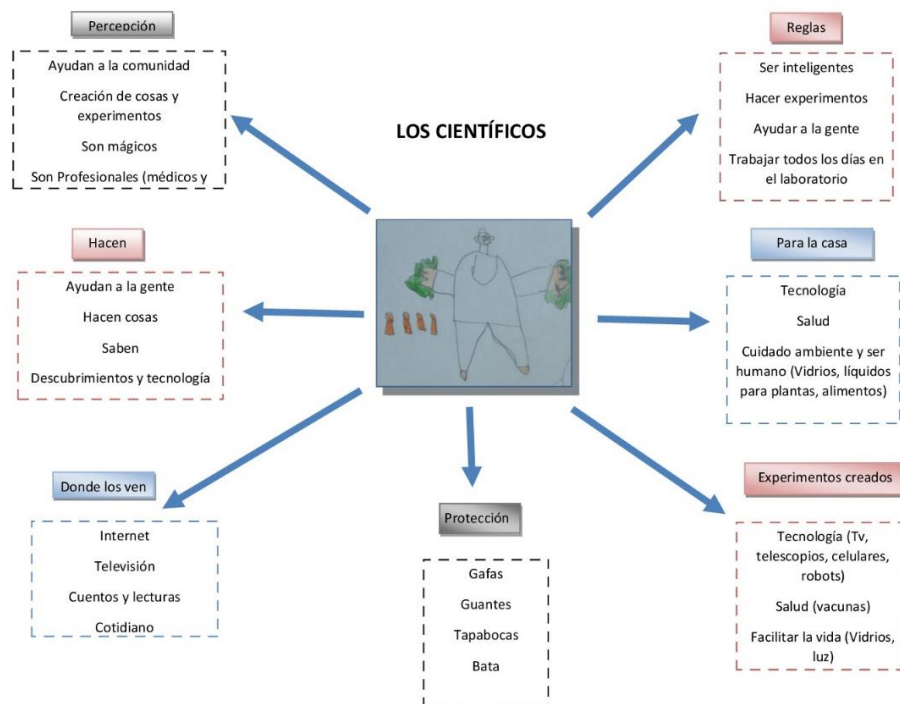 LOS CIENTÍFICOS
Percepción
Ayudan a la comunidad
Creación de cosas y
experimentos
Son mágicos
Son Profesionales (médicos y
Hacen
Ayudan a la gente
Hacen cosas
Saben
Descubrimientos y tecnología
Donde los ven
Internet
Televisión
Cuentos y lecturas
Cotidiano
Protección
Gafas
Guantes
Tapabocas
Bata
Reglas
Ser inteligentes
Hacer experimentos
Ayudar a la gente
Trabajar todos los días en
el laboratorio
Para la casa
Tecnología
Salud
Cuidado ambiente y ser
humano (Vidrios, líquidos
para plantas, alimentos)
Experimentos creados
Tecnología (Tv,
telescopios, celulares,
robots)
Salud (vacunas)
Facilitar la vida (Vidrios,
luz)